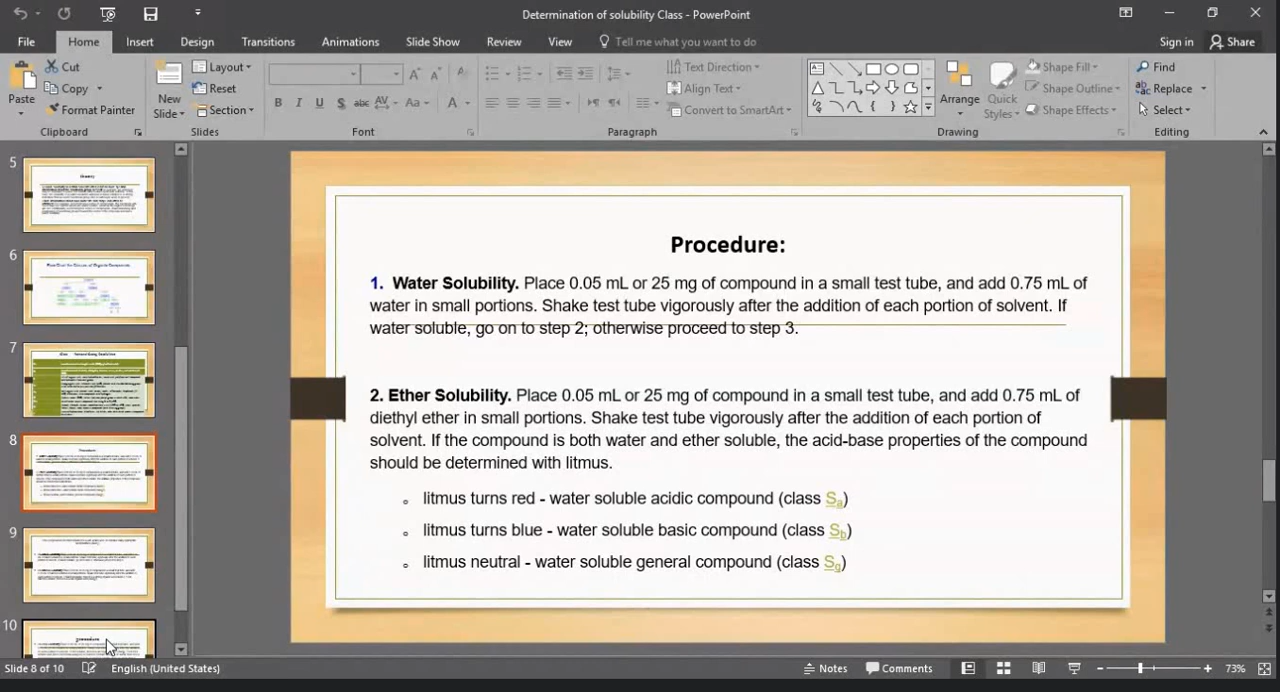 Determination of solubility Class - PowerPoint
File Home Insert Design Transitions Animations Slide Show Review View Tell me what you want to do Sign in Share
Paste Cut Copy Format Painter Clipboard
New Slide Layout Reset Section Slides
B I U S abc AV Aa A Font
Text Direction Align Text Convert to SmartArt Paragraph
Arrange Quick Styles Shape Fill Shape Outline Shape Effects Drawing
Find Replace Select Editing
5
6
7
8
9
10
Procedure:
1. Water Solubility. Place 0.05 mL or 25 mg of compound in a small test tube, and add 0.75 mL of
water in small portions. Shake test tube vigorously after the addition of each portion of solvent. If
water soluble, go on to step 2; otherwise proceed to step 3.
2. Ether Solubility. Place 0.05 mL or 25 mg of compound in a small test tube, and add 0.75 mL of
diethyl ether in small portions. Shake test tube vigorously after the addition of each portion of
solvent. If the compound is both water and ether soluble, the acid-base properties of the compound
should be determined with litmus.
litmus turns red - water soluble acidic compound (class Sa)
litmus turns blue - water soluble basic compound (class Sb)
litmus neutral - water soluble general compound (class Sg)
Slide 8 of 10 English (United States) Notes Comments 73%